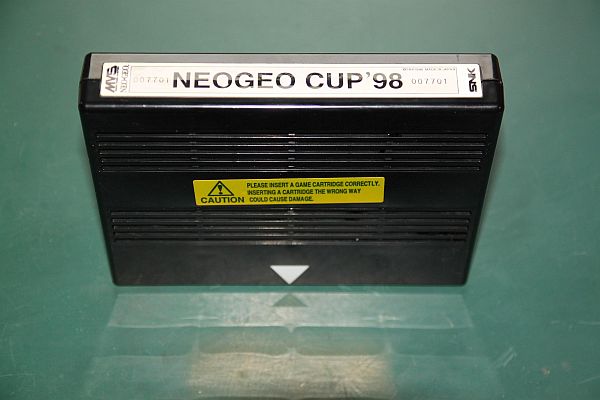 MVS
007701
NEOGEO CUP '98
007701
SNK
CAUTION
PLEASE INSERT A GAME CARTRIDGE CORRECTLY.
INSERTING A CARTRIDGE THE WRONG WAY
COULD CAUSE DAMAGE.